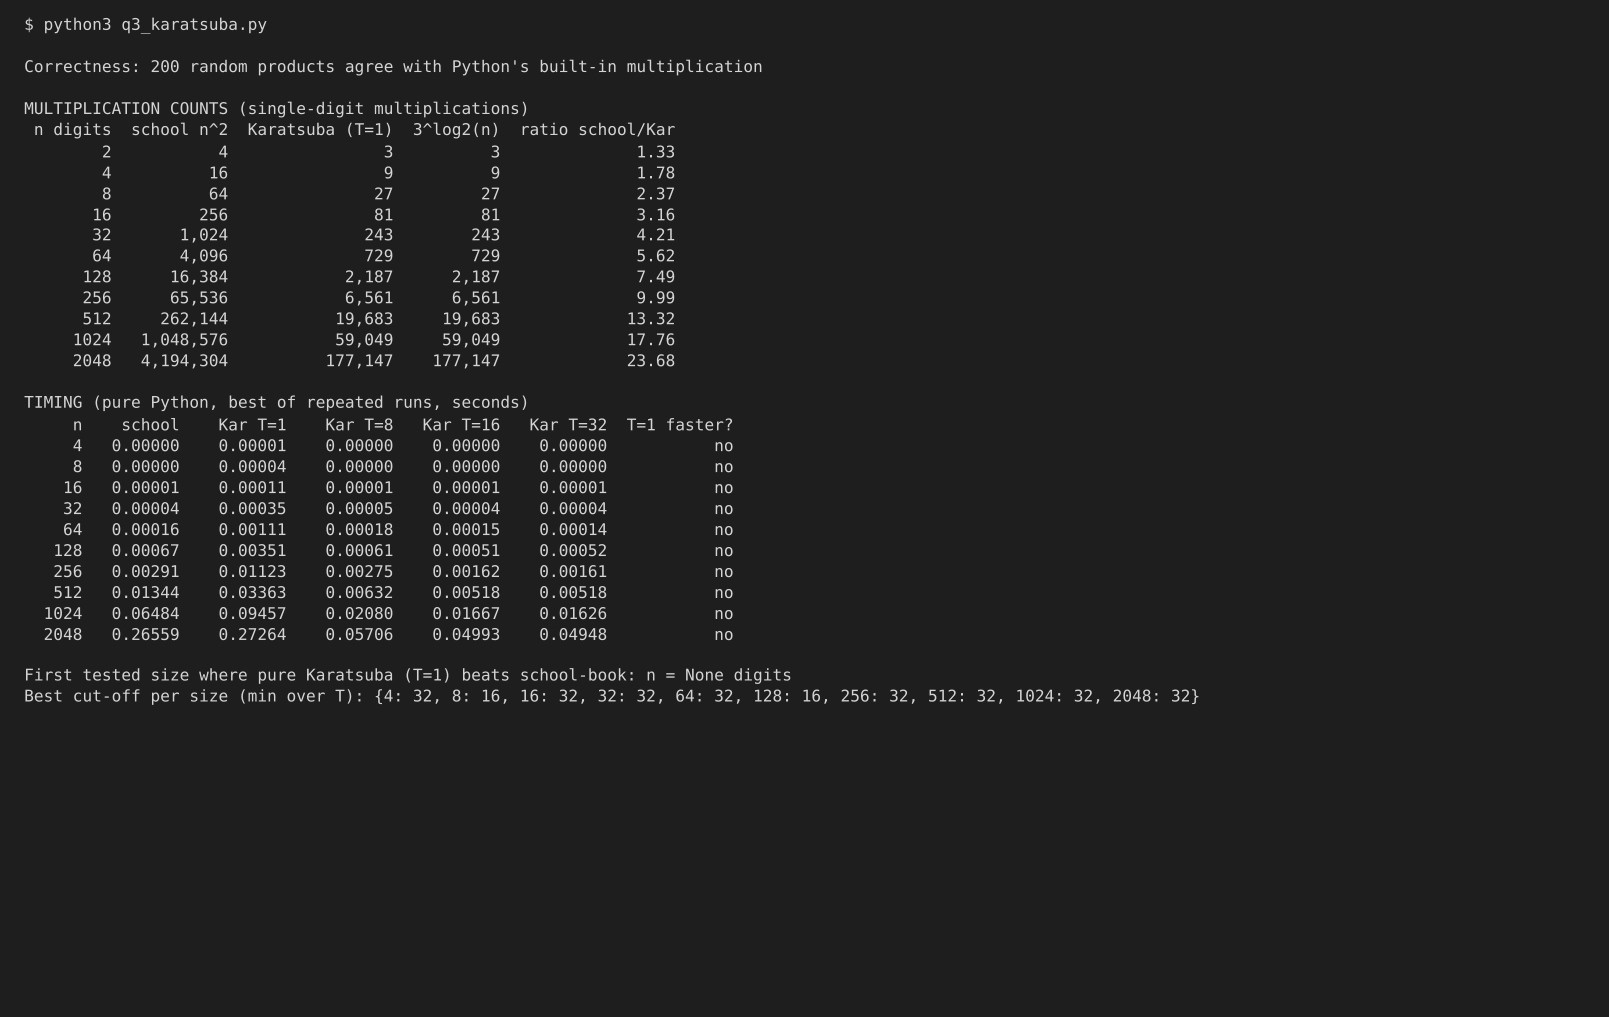 $ python3 q3_karatsuba.py
Correctness: 200 random products agree with Python's built-in multiplication
MULTIPLICATION COUNTS (single-digit multiplications)
n digits  school n^2  Karatsuba (T=1)  3^log2(n)  ratio school/Kar
2           4                3          3              1.33
4          16                9          9              1.78
8          64               27         27              2.37
16         256               81         81              3.16
32       1,024              243        243              4.21
64       4,096              729        729              5.62
128      16,384            2,187      2,187              7.49
256      65,536            6,561      6,561              9.99
512     262,144           19,683     19,683             13.32
1024   1,048,576           59,049     59,049             17.76
2048   4,194,304          177,147    177,147             23.68
TIMING (pure Python, best of repeated runs, seconds)
n    school    Kar T=1    Kar T=8   Kar T=16   Kar T=32  T=1 faster?
4   0.00000    0.00001    0.00000    0.00000    0.00000           no
8   0.00000    0.00004    0.00000    0.00000    0.00000           no
16   0.00001    0.00011    0.00001    0.00001    0.00001           no
32   0.00004    0.00035    0.00005    0.00004    0.00004           no
64   0.00016    0.00111    0.00018    0.00015    0.00014           no
128   0.00067    0.00351    0.00061    0.00051    0.00052           no
256   0.00291    0.01123    0.00275    0.00162    0.00161           no
512   0.01344    0.03363    0.00632    0.00518    0.00518           no
1024   0.06484    0.09457    0.02080    0.01667    0.01626           no
2048   0.26559    0.27264    0.05706    0.04993    0.04948           no
First tested size where pure Karatsuba (T=1) beats school-book: n = None digits
Best cut-off per size (min over T): {4: 32, 8: 16, 16: 32, 32: 32, 64: 32, 128: 16, 256: 32, 512: 32, 1024: 32, 2048: 32}